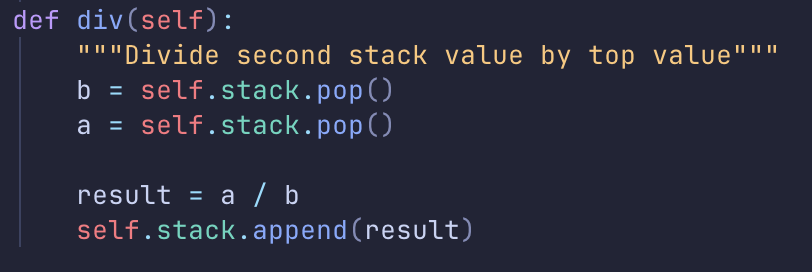 def div(self):
    """Divide second stack value by top value"""
    b = self.stack.pop()
    a = self.stack.pop()

    result = a / b
    self.stack.append(result)